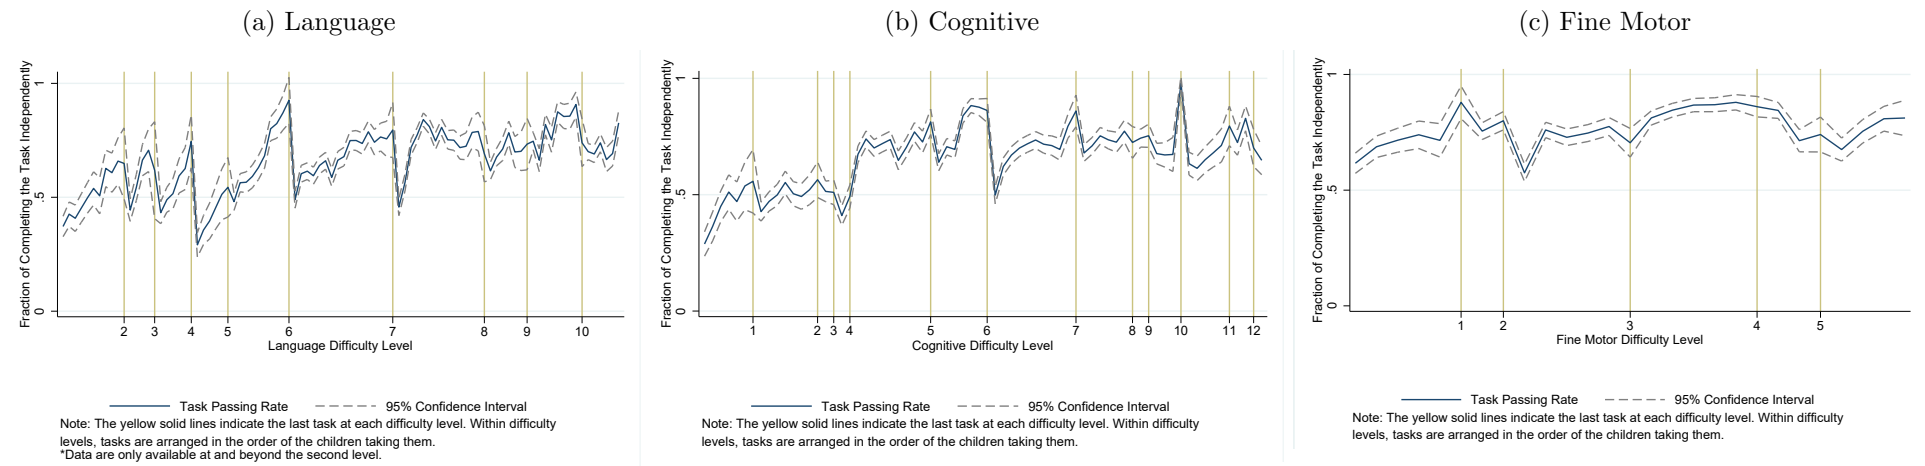 (a) Language
Fraction of Completing the Task Independently
1
.5
0
2 3 4 5 6 7 8 9 10
Language Difficulty Level
Task Passing Rate 95% Confidence Interval
Note: The yellow solid lines indicate the last task at each difficulty level. Within difficulty
levels, tasks are arranged in the order of the children taking them.
*Data are only available at and beyond the second level.
(b) Cognitive
Fraction of Completing the Task Independently
1
.5
0
1 2 3 4 5 6 7 8 9 10 11 12
Cognitive Difficulty Level
Task Passing Rate 95% Confidence Interval
Note: The yellow solid lines indicate the last task at each difficulty level. Within difficulty
levels, tasks are arranged in the order of the children taking them.
(c) Fine Motor
Fraction of Completing the Task Independently
1
.5
0
1 2 3 4 5
Fine Motor Difficulty Level
Task Passing Rate 95% Confidence Interval
Note: The yellow solid lines indicate the last task at each difficulty level. Within difficulty
levels, tasks are arranged in the order of the children taking them.